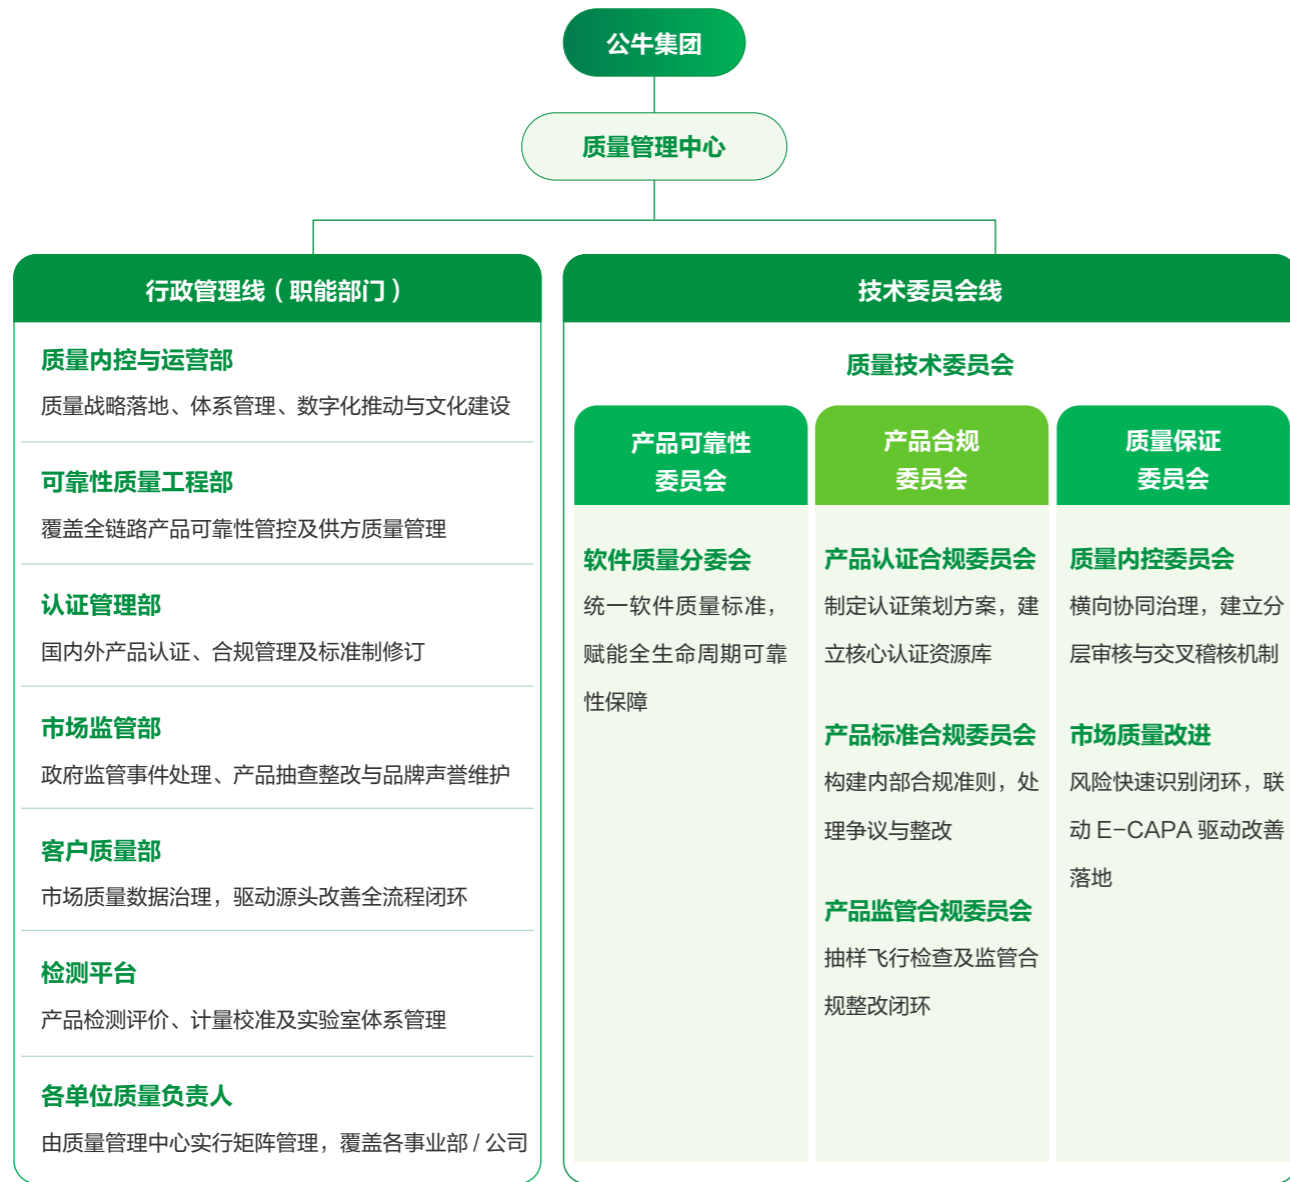 公牛集团
质量管理中心
行政管理线（职能部门）
质量内控与运营部
质量战略落地、体系管理、数字化推动与文化建设
可靠性质量工程部
覆盖全链路产品可靠性管控及供方质量管理
认证管理部
国内外产品认证、合规管理及标准制修订
市场监管部
政府监管事件处理、产品抽查整改与品牌声誉维护
客户质量部
市场质量数据治理，驱动源头改善全流程闭环
检测平台
产品检测评价、计量校准及实验室体系管理
各单位质量负责人
由质量管理中心实行矩阵管理，覆盖各事业部 / 公司
技术委员会线
质量技术委员会
产品可靠性
委员会
软件质量分委会
统一软件质量标准，
赋能全生命周期可靠
性保障
产品合规
委员会
产品认证合规委员会
制定认证策划方案，建
立核心认证资源库
产品标准合规委员会
构建内部合规准则，处
理争议与整改
产品监管合规委员会
抽样飞行检查及监管合
规整改闭环
质量保证
委员会
质量内控委员会
横向协同治理，建立分
层审核与交叉稽核机制
市场质量改进
风险快速识别闭环，联
动 E-CAPA 驱动改善
落地